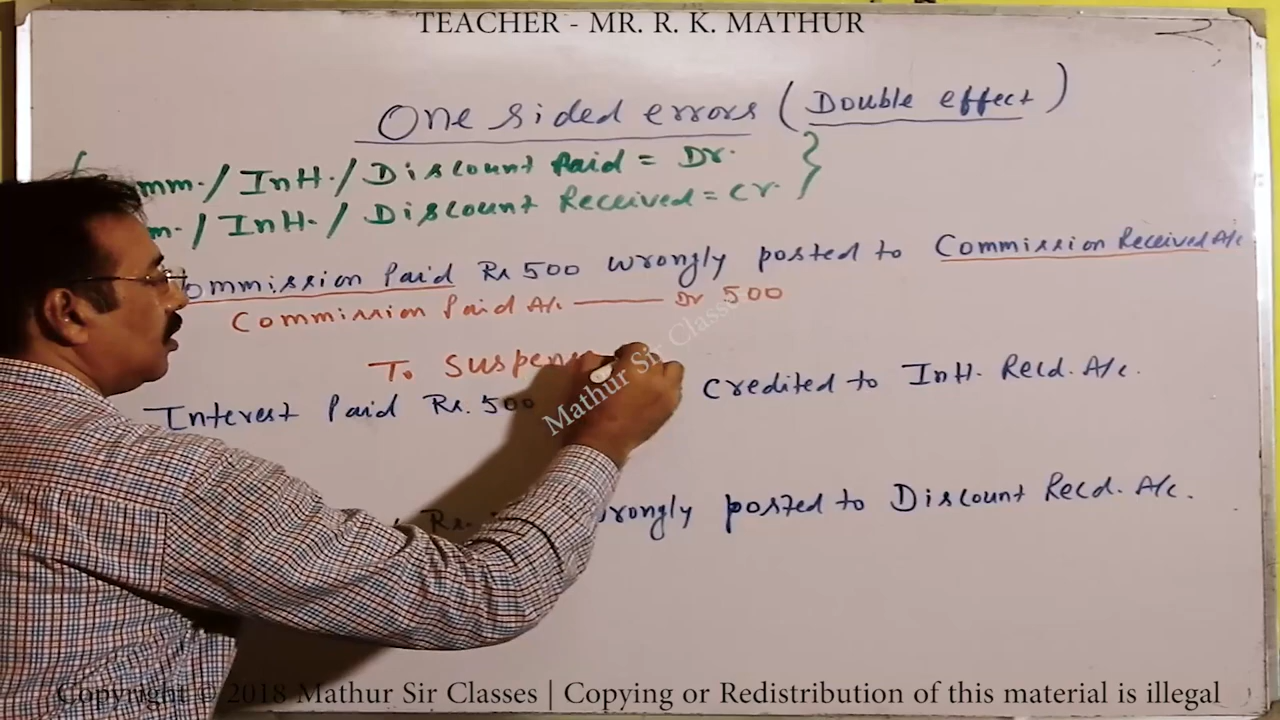 TEACHER - MR. R. K. MATHUR
One sided errors (Double effect)
mm./ Intt./ Discount Paid = Dr.
m./ Intt./ Discount Received = Cr.
ommission Paid Rs 500 wrongly posted to Commission Received A/c
Commission Paid A/c —— Dr 500
To Suspen
Interest Paid Rs. 500 credited to Intt. Recd. A/c.
Rs. wrongly posted to Discount Recd. A/c.
Mathur Sir Classes
Copyright © 2018 Mathur Sir Classes | Copying or Redistribution of this material is illegal